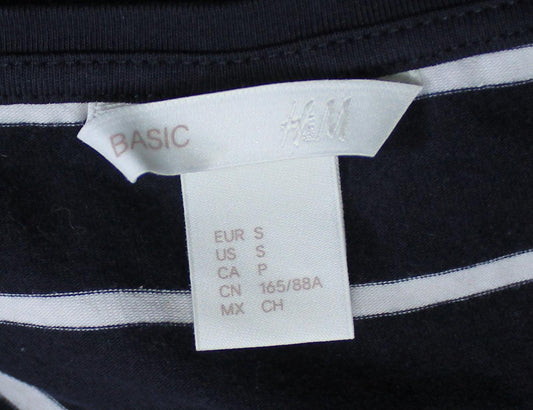 BASIC H&M
EUR S
US S
CA P
CN 165/88A
MX CH